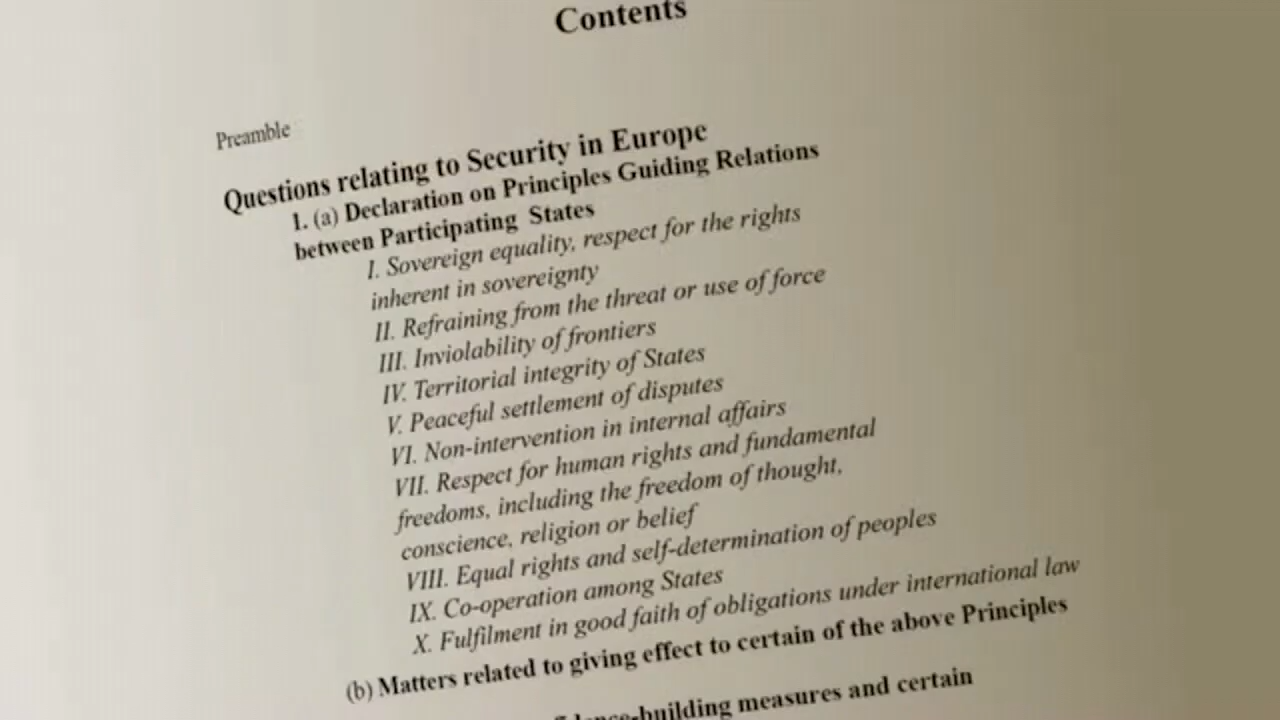 Contents
Preamble
Questions relating to Security in Europe
1. (a) Declaration on Principles Guiding Relations
between Participating States
I. Sovereign equality, respect for the rights
inherent in sovereignty
II. Refraining from the threat or use of force
III. Inviolability of frontiers
IV. Territorial integrity of States
V. Peaceful settlement of disputes
VI. Non-intervention in internal affairs
VII. Respect for human rights and fundamental
freedoms, including the freedom of thought,
conscience, religion or belief
VIII. Equal rights and self-determination of peoples
IX. Co-operation among States
X. Fulfilment in good faith of obligations under international law
(b) Matters related to giving effect to certain of the above Principles
measures and certain